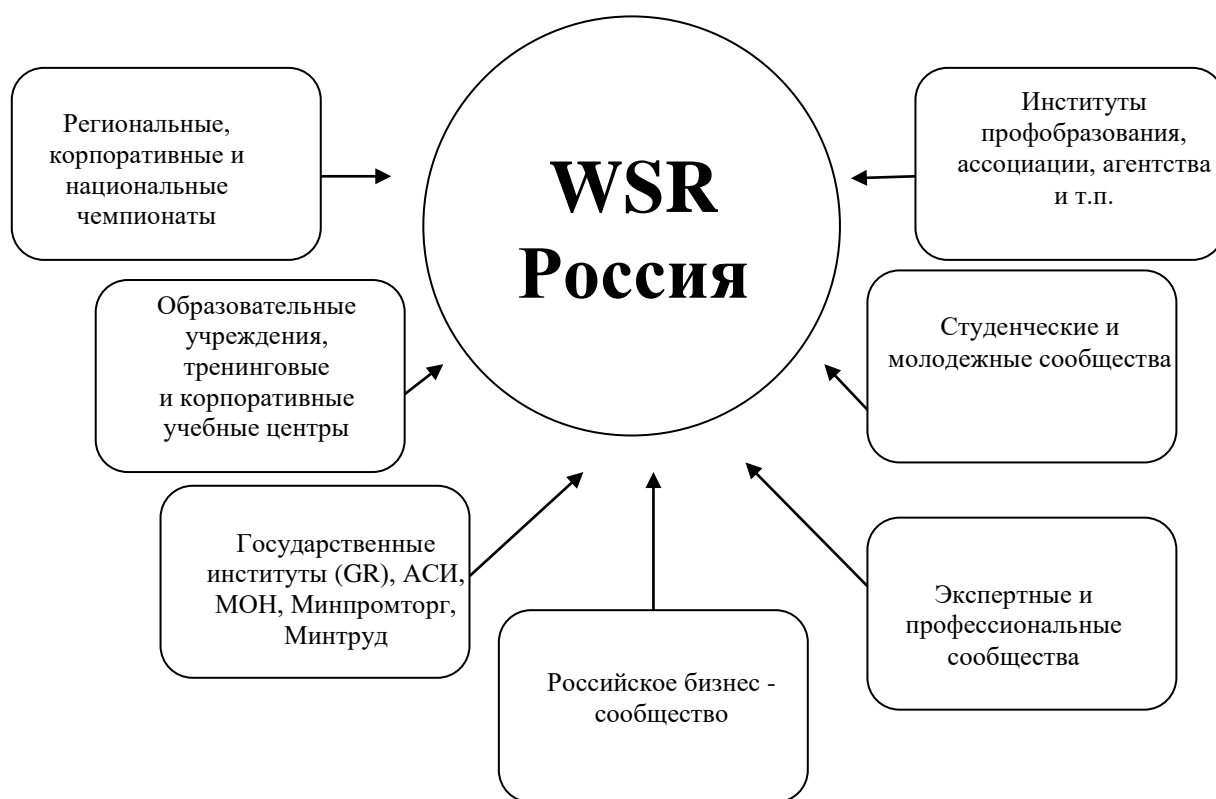 WSR
Россия
Региональные,
корпоративные и
национальные
чемпионаты
Институты
профобразования,
ассоциации, агентства
и т.п.
Образовательные
учреждения,
тренинговые
и корпоративные
учебные центры
Студенческие и
молодежные сообщества
Государственные
институты (GR), АСИ,
МОН, Минпромторг,
Минтруд
Российское бизнес -
сообщество
Экспертные и
профессиональные
сообщества